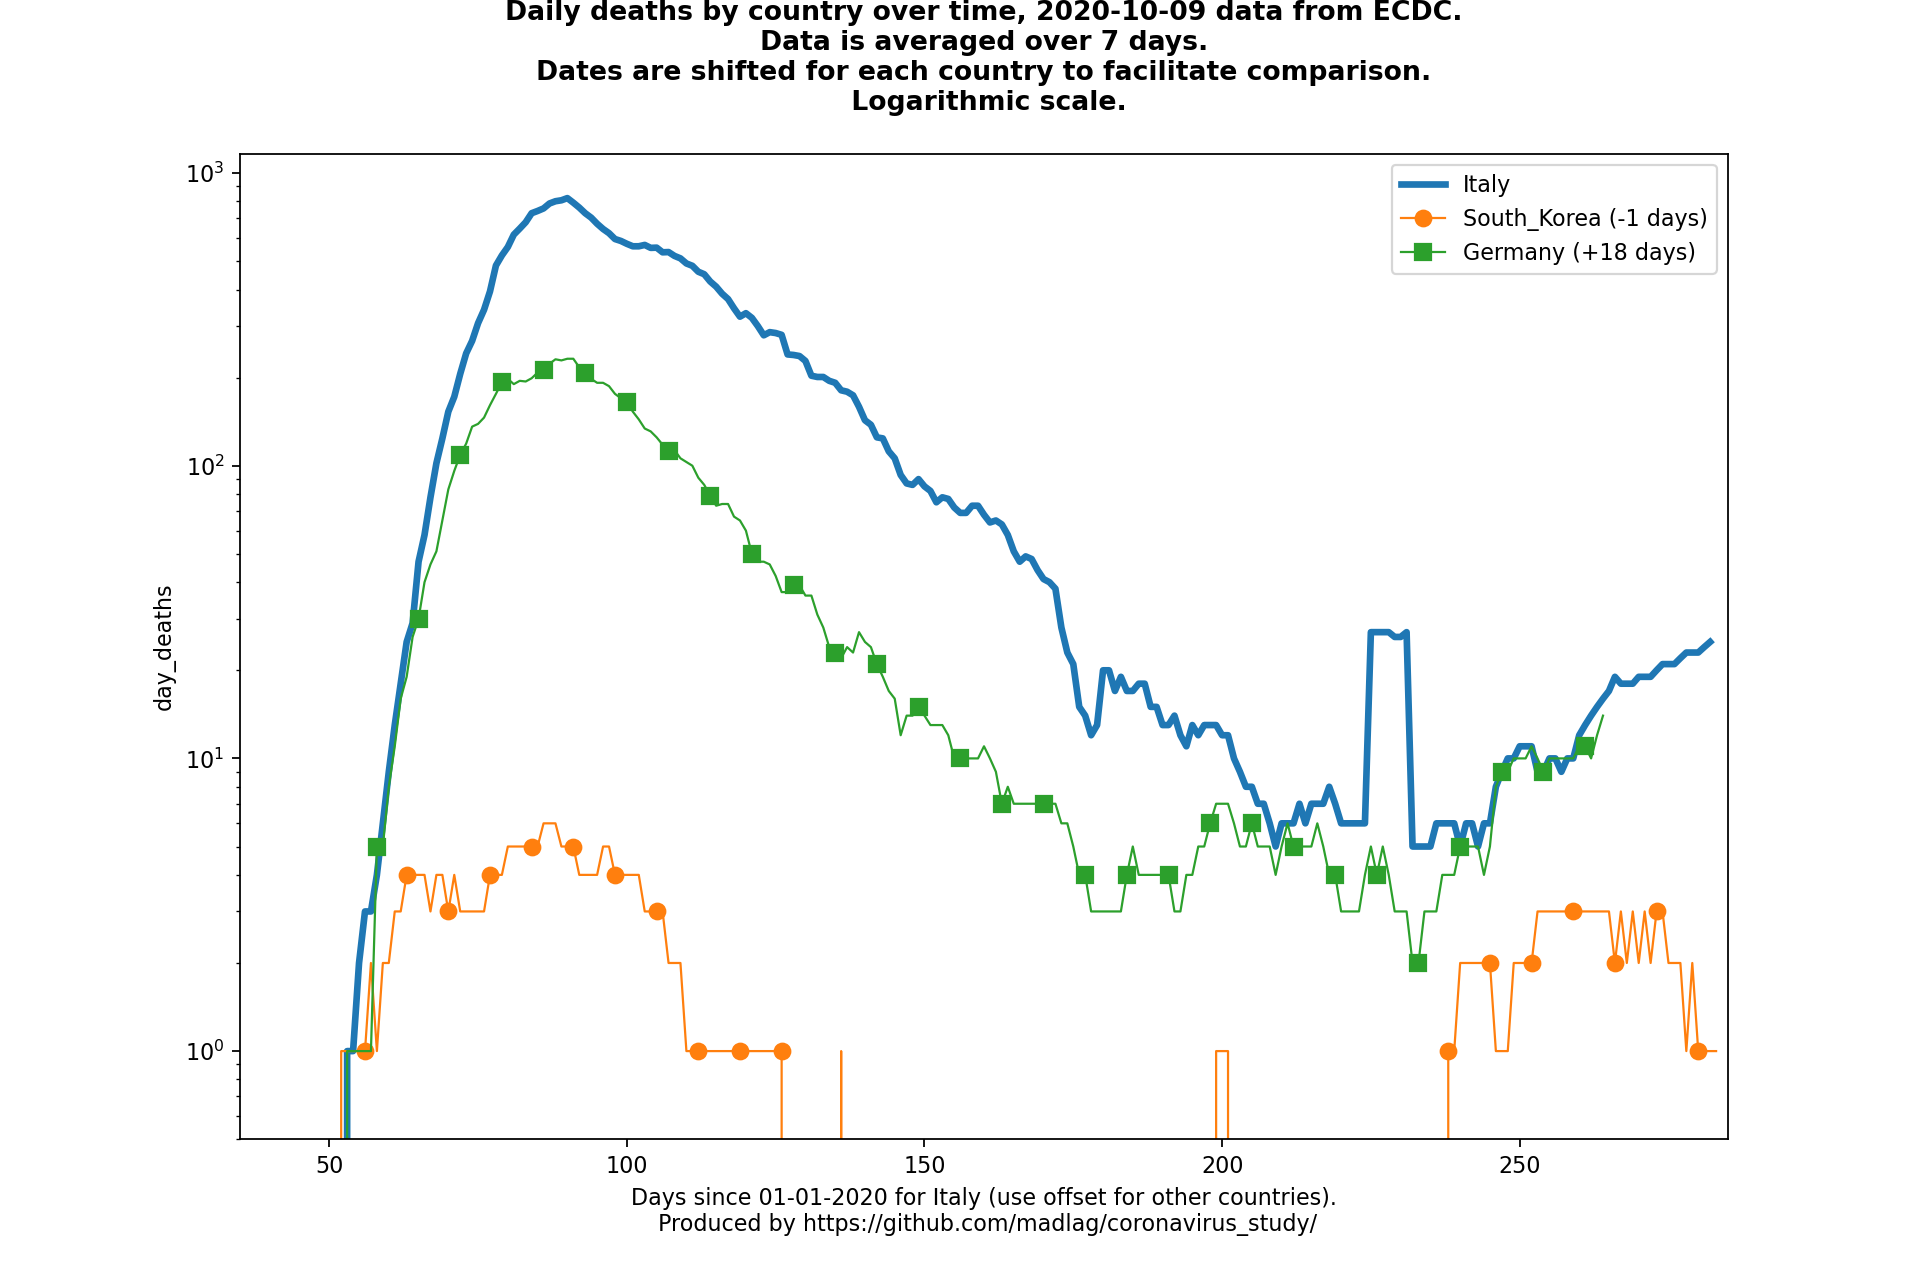 Daily deaths by country over time, 2020-10-09 data from ECDC.
Data is averaged over 7 days.
Dates are shifted for each country to facilitate comparison.
Logarithmic scale.
10³
Italy
South_Korea (-1 days)
Germany (+18 days)
10²
day_deaths
10¹
10⁰
50 100 150 200 250
Days since 01-01-2020 for Italy (use offset for other countries).
Produced by https://github.com/madlag/coronavirus_study/